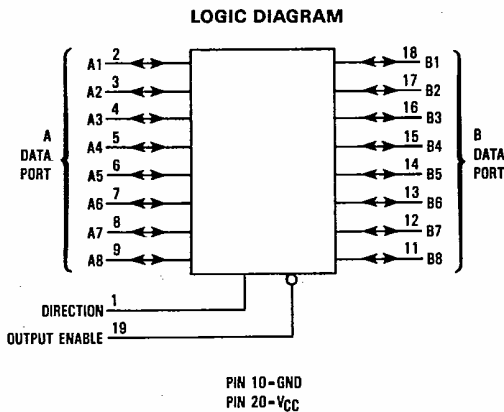 LOGIC DIAGRAM
A1 2 18 B1
A2 3 17 B2
A3 4 16 B3
A4 5 15 B4
A5 6 14 B5
A6 7 13 B6
A7 8 12 B7
A8 9 11 B8
A
DATA
PORT
B
DATA
PORT
DIRECTION 1
OUTPUT ENABLE 19
PIN 10=GND
PIN 20=VCC